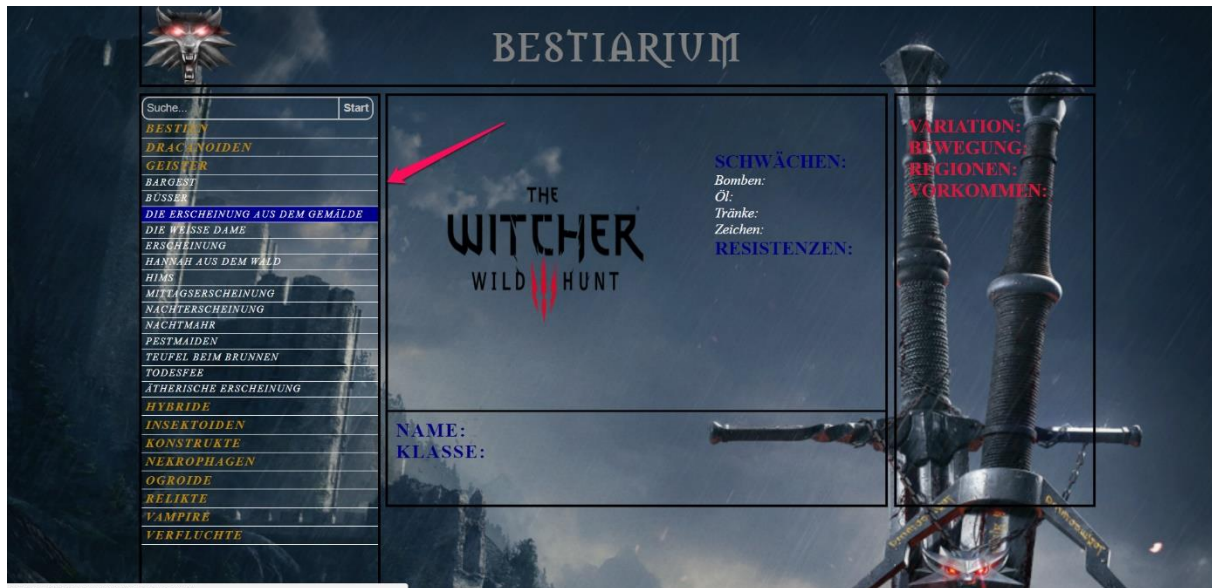 BESTIARIUM
Suche...
Start
BESTIEN
DRACANOIDEN
GEISTER
BARGEST
BÜSSER
DIE ERSCHEINUNG AUS DEM GEMÄLDE
DIE WEISSE DAME
ERSCHEINUNG
HANNAH AUS DEM WALD
HIMS
MITTAGSERSCHEINUNG
NACHTERSCHEINUNG
NACHTMAHR
PESTMAIDEN
TEUFEL BEIM BRUNNEN
TODESFEE
ÄTHERISCHE ERSCHEINUNG
HYBRIDE
INSEKTOIDEN
KONSTRUKTE
NEKROPHAGEN
OGROIDE
RELIKTE
VAMPIRE
VERFLUCHTE
THE
WITCHER
WILD HUNT
SCHWÄCHEN:
Bomben:
Öl:
Tränke:
Zeichen:
RESISTENZEN:
NAME:
KLASSE:
VARIATION:
BEWEGUNG:
REGIONEN:
VORKOMMEN: